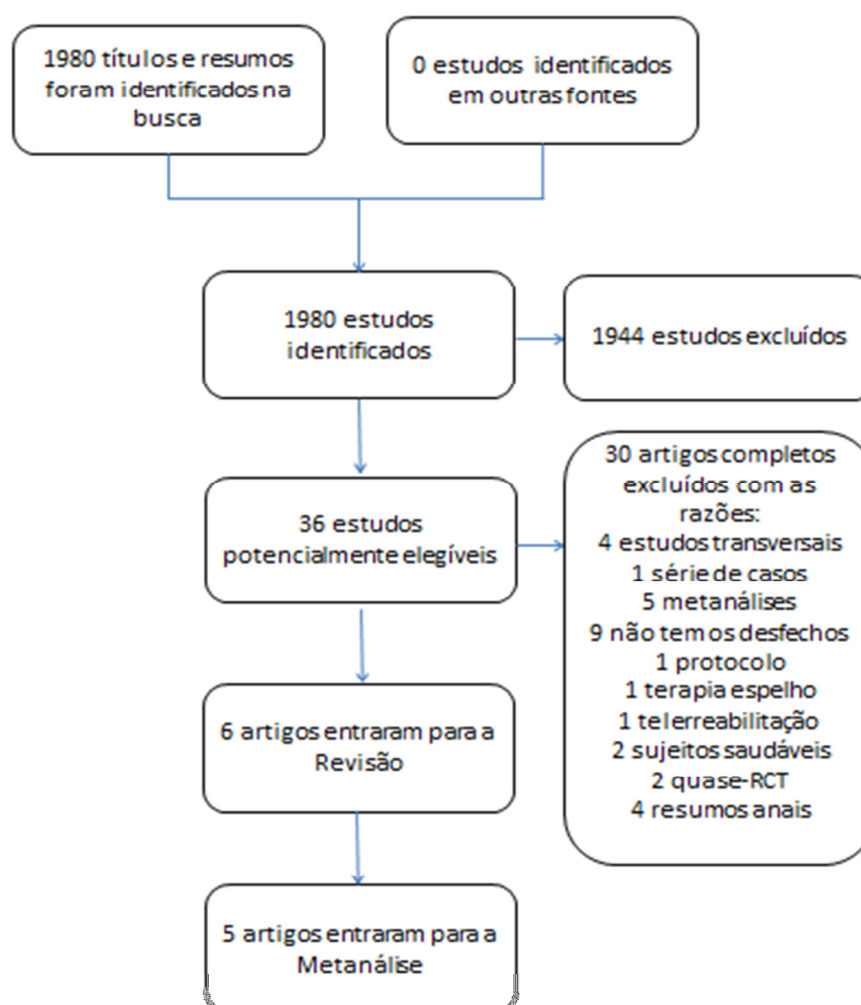 1980 títulos e resumos
foram identificados na
busca
0 estudos identificados
em outras fontes
1980 estudos
identificados
1944 estudos excluídos
36 estudos
potencialmente elegíveis
30 artigos completos
excluídos com as
razões:
4 estudos transversais
1 série de casos
5 metanálises
9 não tem os desfechos
1 protocolo
1 terapia espelho
1 telerreabilitação
2 sujeitos saudáveis
2 quase-RCT
4 resumos anais
6 artigos entraram para a
Revisão
5 artigos entraram para a
Metanálise